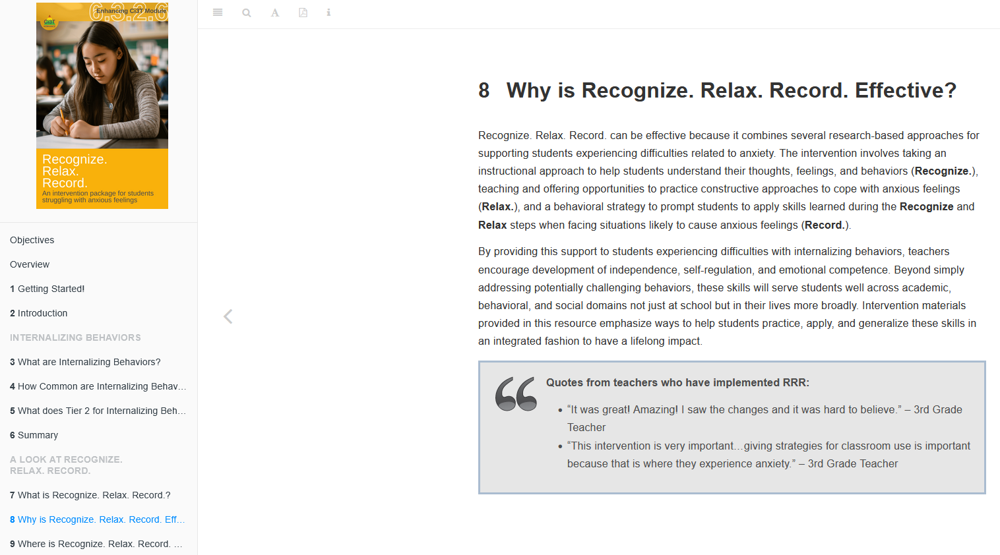 Enhancing Ci3T Module
6.3.2.6
Ci3T
Recognize.
Relax.
Record.
An intervention package for students
struggling with anxious feelings
Objectives
Overview
1 Getting Started!
2 Introduction
INTERNALIZING BEHAVIORS
3 What are Internalizing Behaviors?
4 How Common are Internalizing Behav…
5 What does Tier 2 for Internalizing Beh…
6 Summary
A LOOK AT RECOGNIZE.
RELAX. RECORD.
7 What is Recognize. Relax. Record.?
8 Why is Recognize. Relax. Record. Eff…
9 Where is Recognize. Relax. Record. …
8 Why is Recognize. Relax. Record. Effective?
Recognize. Relax. Record. can be effective because it combines several research-based approaches for
supporting students experiencing difficulties related to anxiety. The intervention involves taking an
instructional approach to help students understand their thoughts, feelings, and behaviors (Recognize.),
teaching and offering opportunities to practice constructive approaches to cope with anxious feelings
(Relax.), and a behavioral strategy to prompt students to apply skills learned during the Recognize and
Relax steps when facing situations likely to cause anxious feelings (Record.).
By providing this support to students experiencing difficulties with internalizing behaviors, teachers
encourage development of independence, self-regulation, and emotional competence. Beyond simply
addressing potentially challenging behaviors, these skills will serve students well across academic,
behavioral, and social domains not just at school but in their lives more broadly. Intervention materials
provided in this resource emphasize ways to help students practice, apply, and generalize these skills in
an integrated fashion to have a lifelong impact.
Quotes from teachers who have implemented RRR:
• “It was great! Amazing! I saw the changes and it was hard to believe.” – 3rd Grade
Teacher
• “This intervention is very important…giving strategies for classroom use is important
because that is where they experience anxiety.” – 3rd Grade Teacher